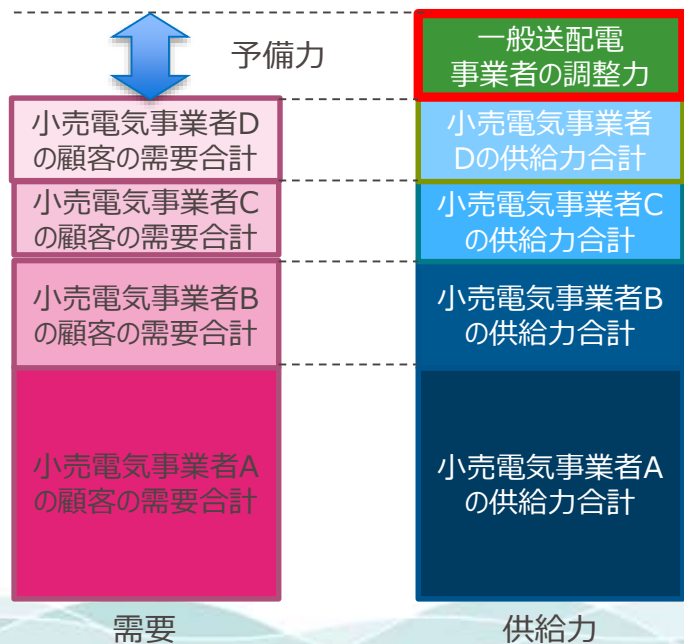 予備力
一般送配電
事業者の調整力
小売電気事業者D
の顧客の需要合計
小売電気事業者
Dの供給力合計
小売電気事業者C
の顧客の需要合計
小売電気事業者C
の供給力合計
小売電気事業者B
の顧客の需要合計
小売電気事業者B
の供給力合計
小売電気事業者A
の顧客の需要合計
小売電気事業者A
の供給力合計
需要
供給力